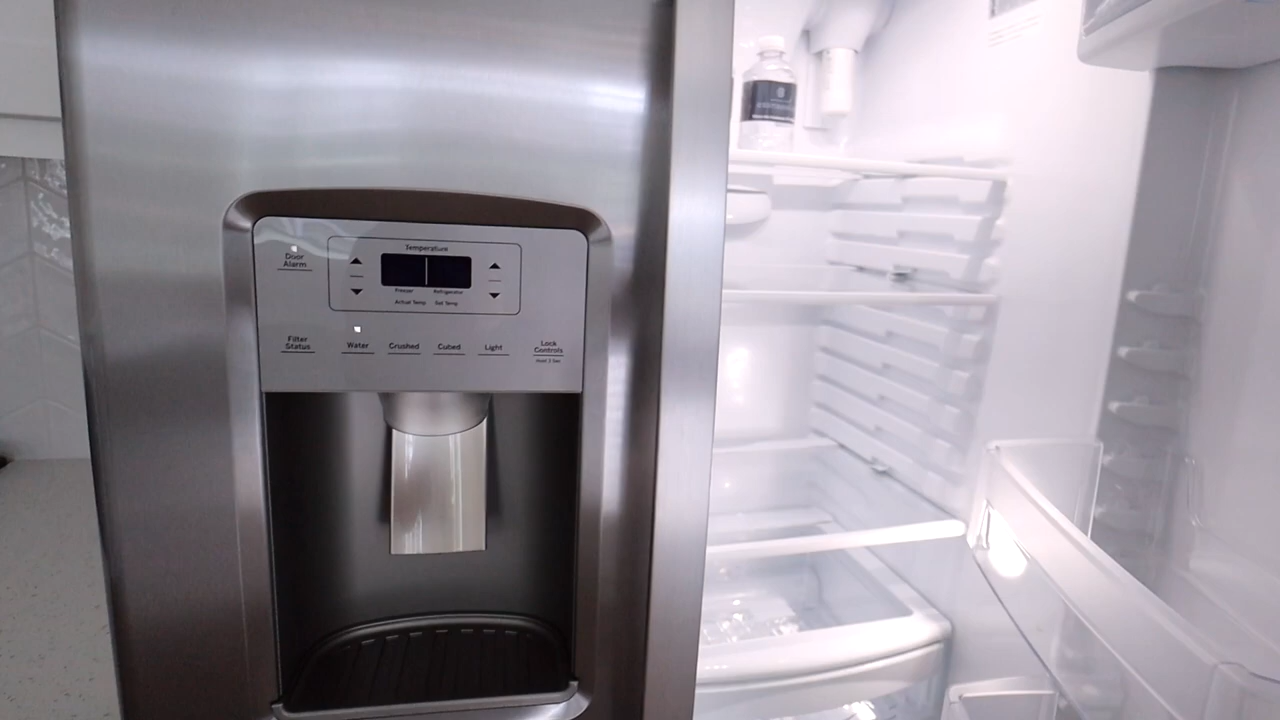 Door
Alarm
Temperature
Freezer
Refrigerator
Actual Temp
Set Temp
Filter
Status
Water
Crushed
Cubed
Light
Lock
Controls
Hold 3 Sec